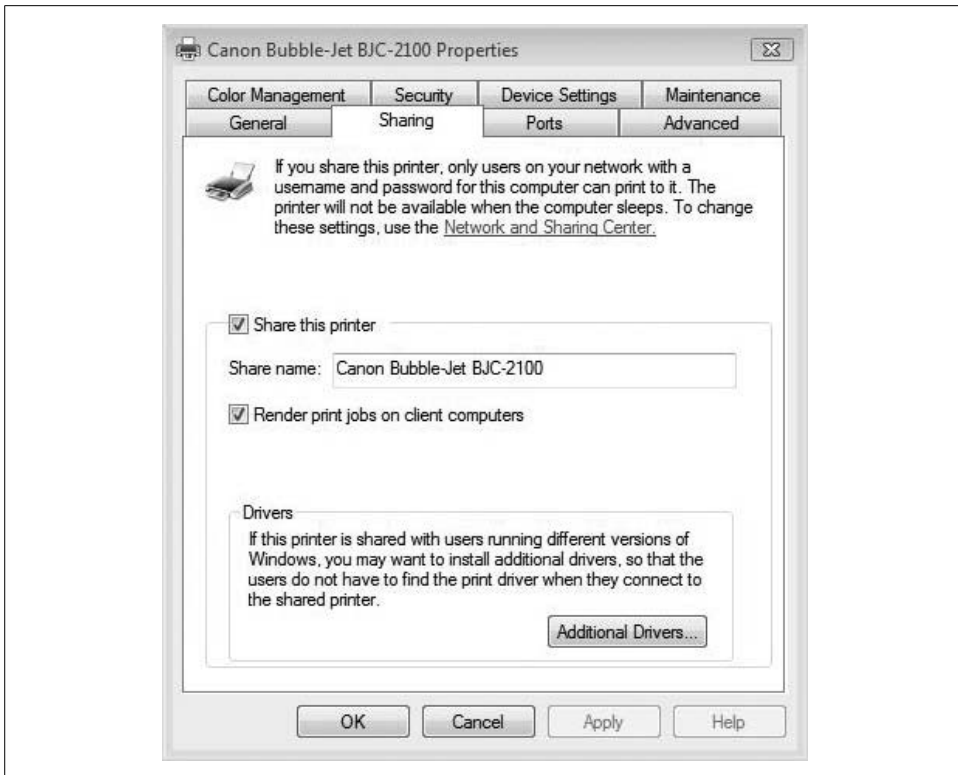 Canon Bubble-Jet BJC-2100 Properties
Color Management Security Device Settings Maintenance
General Sharing Ports Advanced
If you share this printer, only users on your network with a
username and password for this computer can print to it. The
printer will not be available when the computer sleeps. To change
these settings, use the Network and Sharing Center.
Share this printer
Share name: Canon Bubble-Jet BJC-2100
Render print jobs on client computers
Drivers
If this printer is shared with users running different versions of
Windows, you may want to install additional drivers, so that the
users do not have to find the print driver when they connect to
the shared printer.
Additional Drivers...
OK Cancel Apply Help